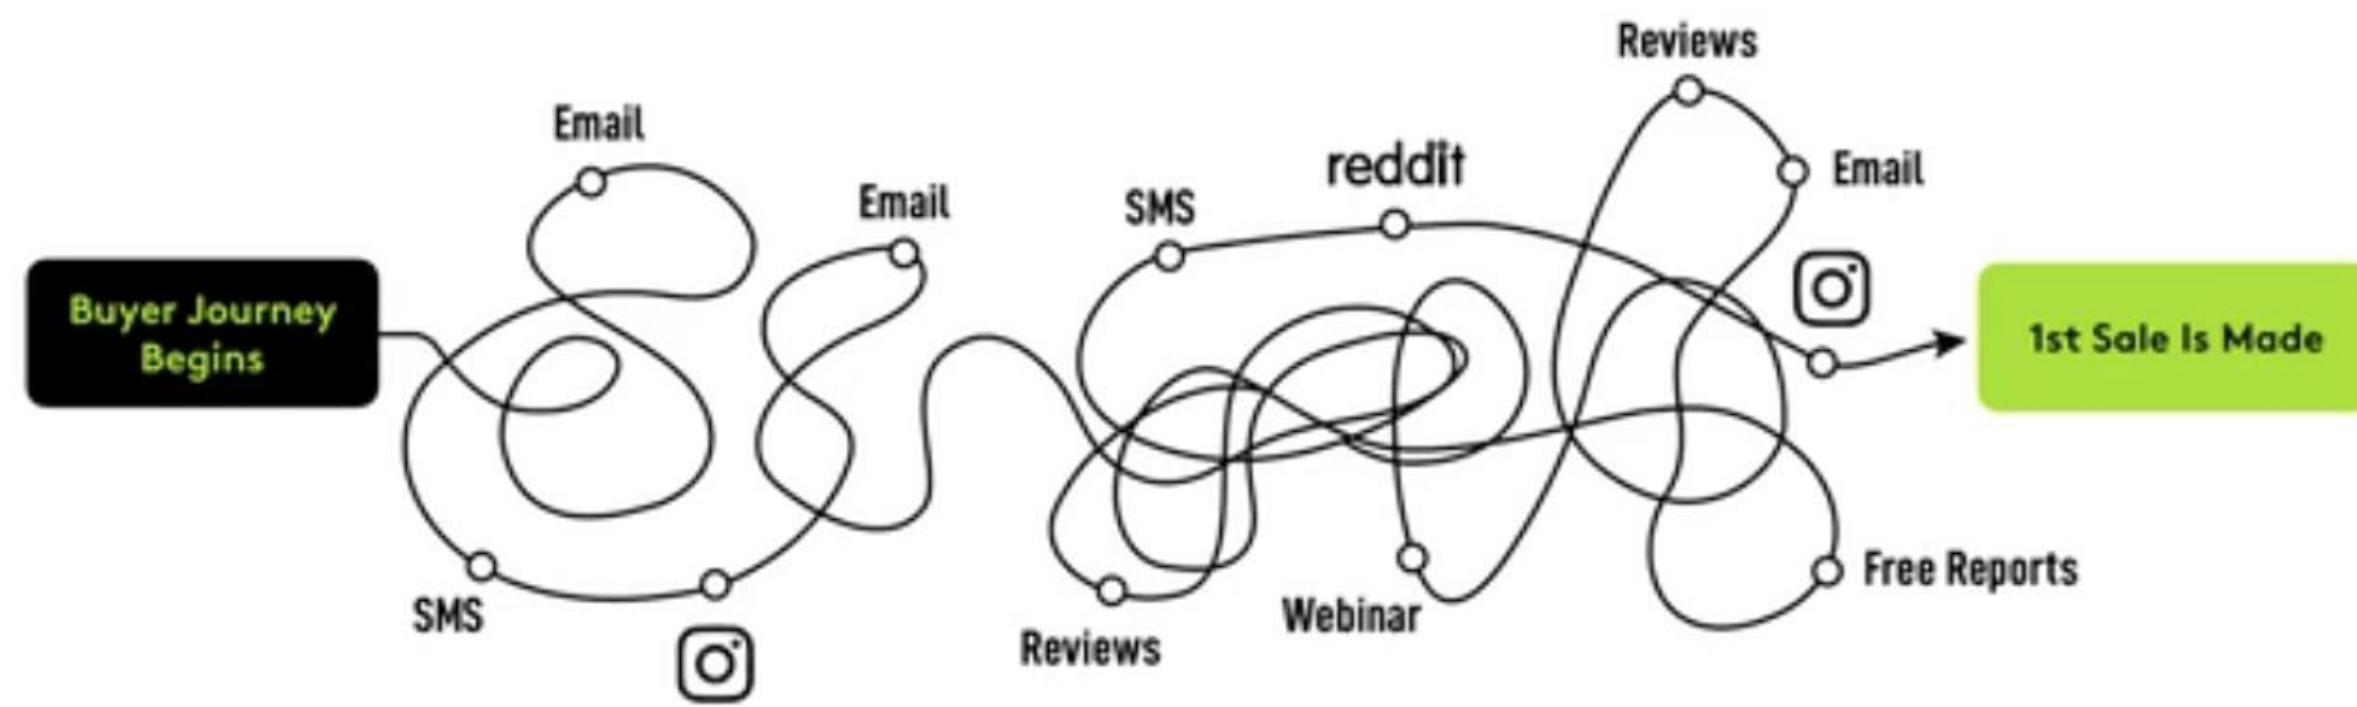 Reviews
Email
reddit
Email
Email
SMS
Buyer Journey
Begins
1st Sale Is Made
Free Reports
SMS
Webinar
Reviews